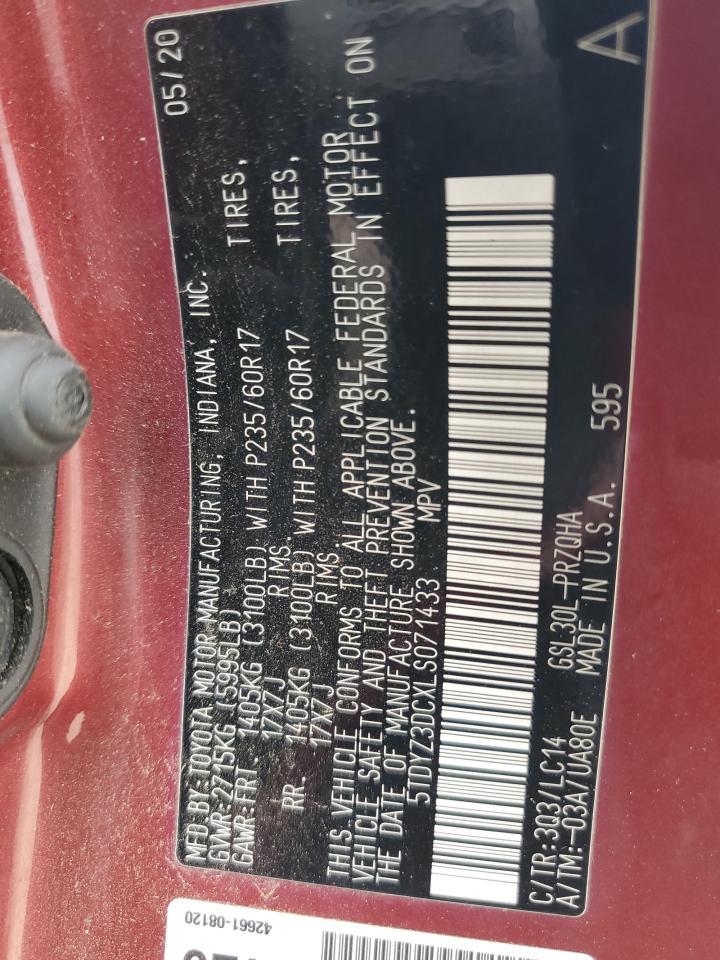 MFD BY: TOYOTA MOTOR MANUFACTURING, INDIANA, INC. 05/20
GVWR: 2715KG (5995LB)
GAWR FRT 1405KG (3100LB) WITH P235/60R17 TIRES,
17X7J RIMS.
RR. 1405KG (3100LB) WITH P235/60R17 TIRES,
17X7J RIMS
THIS VEHICLE CONFORMS TO ALL APPLICABLE FEDERAL MOTOR
VEHICLE SAFETY AND THEFT PREVENTION STANDARDS IN EFFECT ON
THE DATE OF MANUFACTURE SHOWN ABOVE.
5TDYZ3DCXLS071433 MPV
C/TR:3Q3/LC14 GSL30L-PRZQHA
A/TM:-03A/UA80E MADE IN U.S.A. 595 A
42661-08120